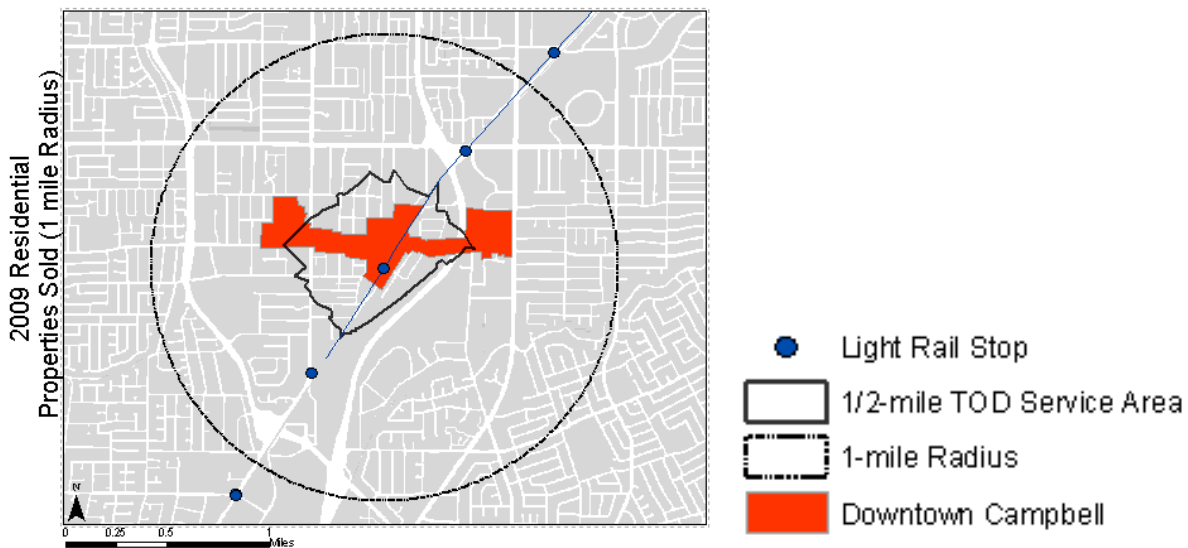 2009 Residential
Properties Sold (1 mile Radius)
N
0 0.25 0.5 1
Miles
Light Rail Stop
1/2-mile TOD Service Area
1-mile Radius
Downtown Campbell